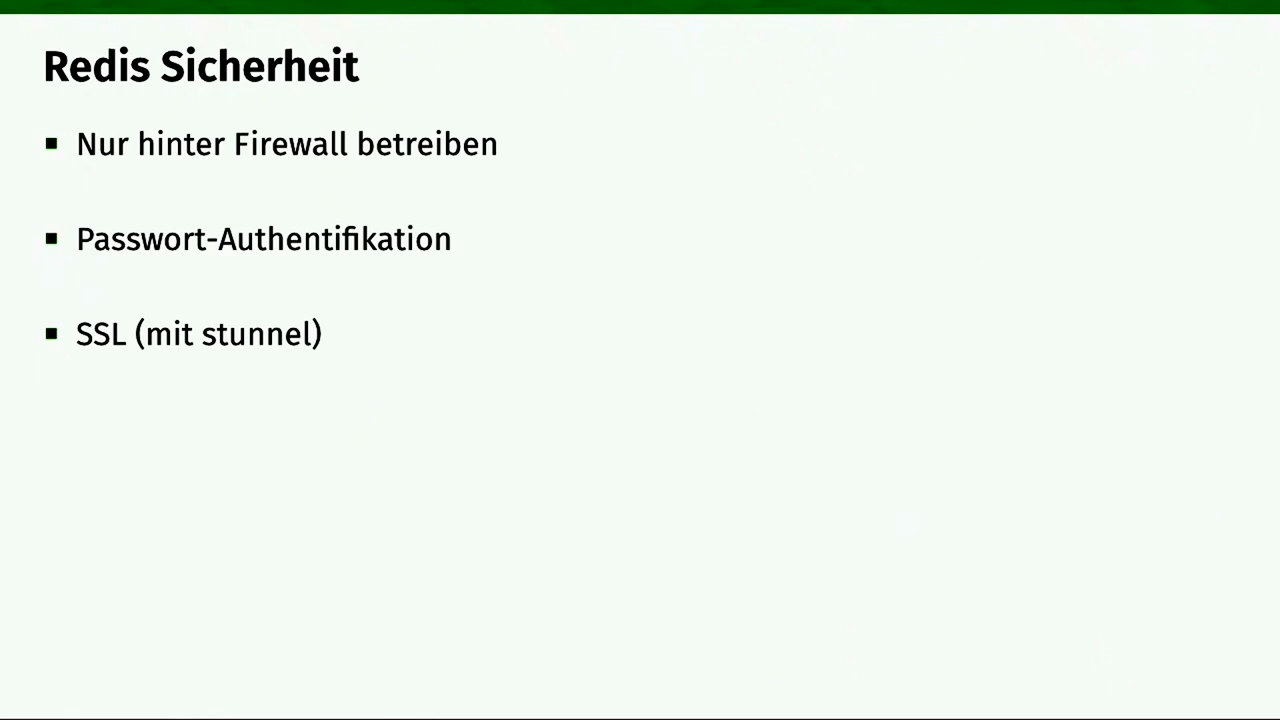 Redis Sicherheit
▪ Nur hinter Firewall betreiben
▪ Passwort-Authentifikation
▪ SSL (mit stunnel)